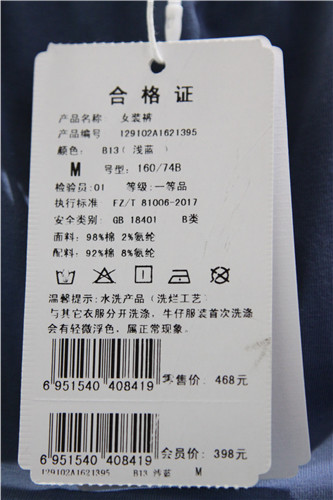 合格证
产品名称 女装裤
产品编号 129102A1621395
颜色: B13(浅蓝)
M 号型: 160/74B
检验员:01 等级:一等品
执行标准 FZ/T 81006-2017
安全类别: GB 18401 B类
面料: 98%棉 2%氨纶
配料: 92%棉 8%氨纶
温馨提示:水洗产品(洗烂工艺)
与其它衣服分开洗涤,牛仔服装首次洗涤
会有轻微浮色,属正常现象。
零售价: 468元
6 951540 408419
会员价: 398元
6 951540 408419
129102A1621395 B13 浅蓝 M